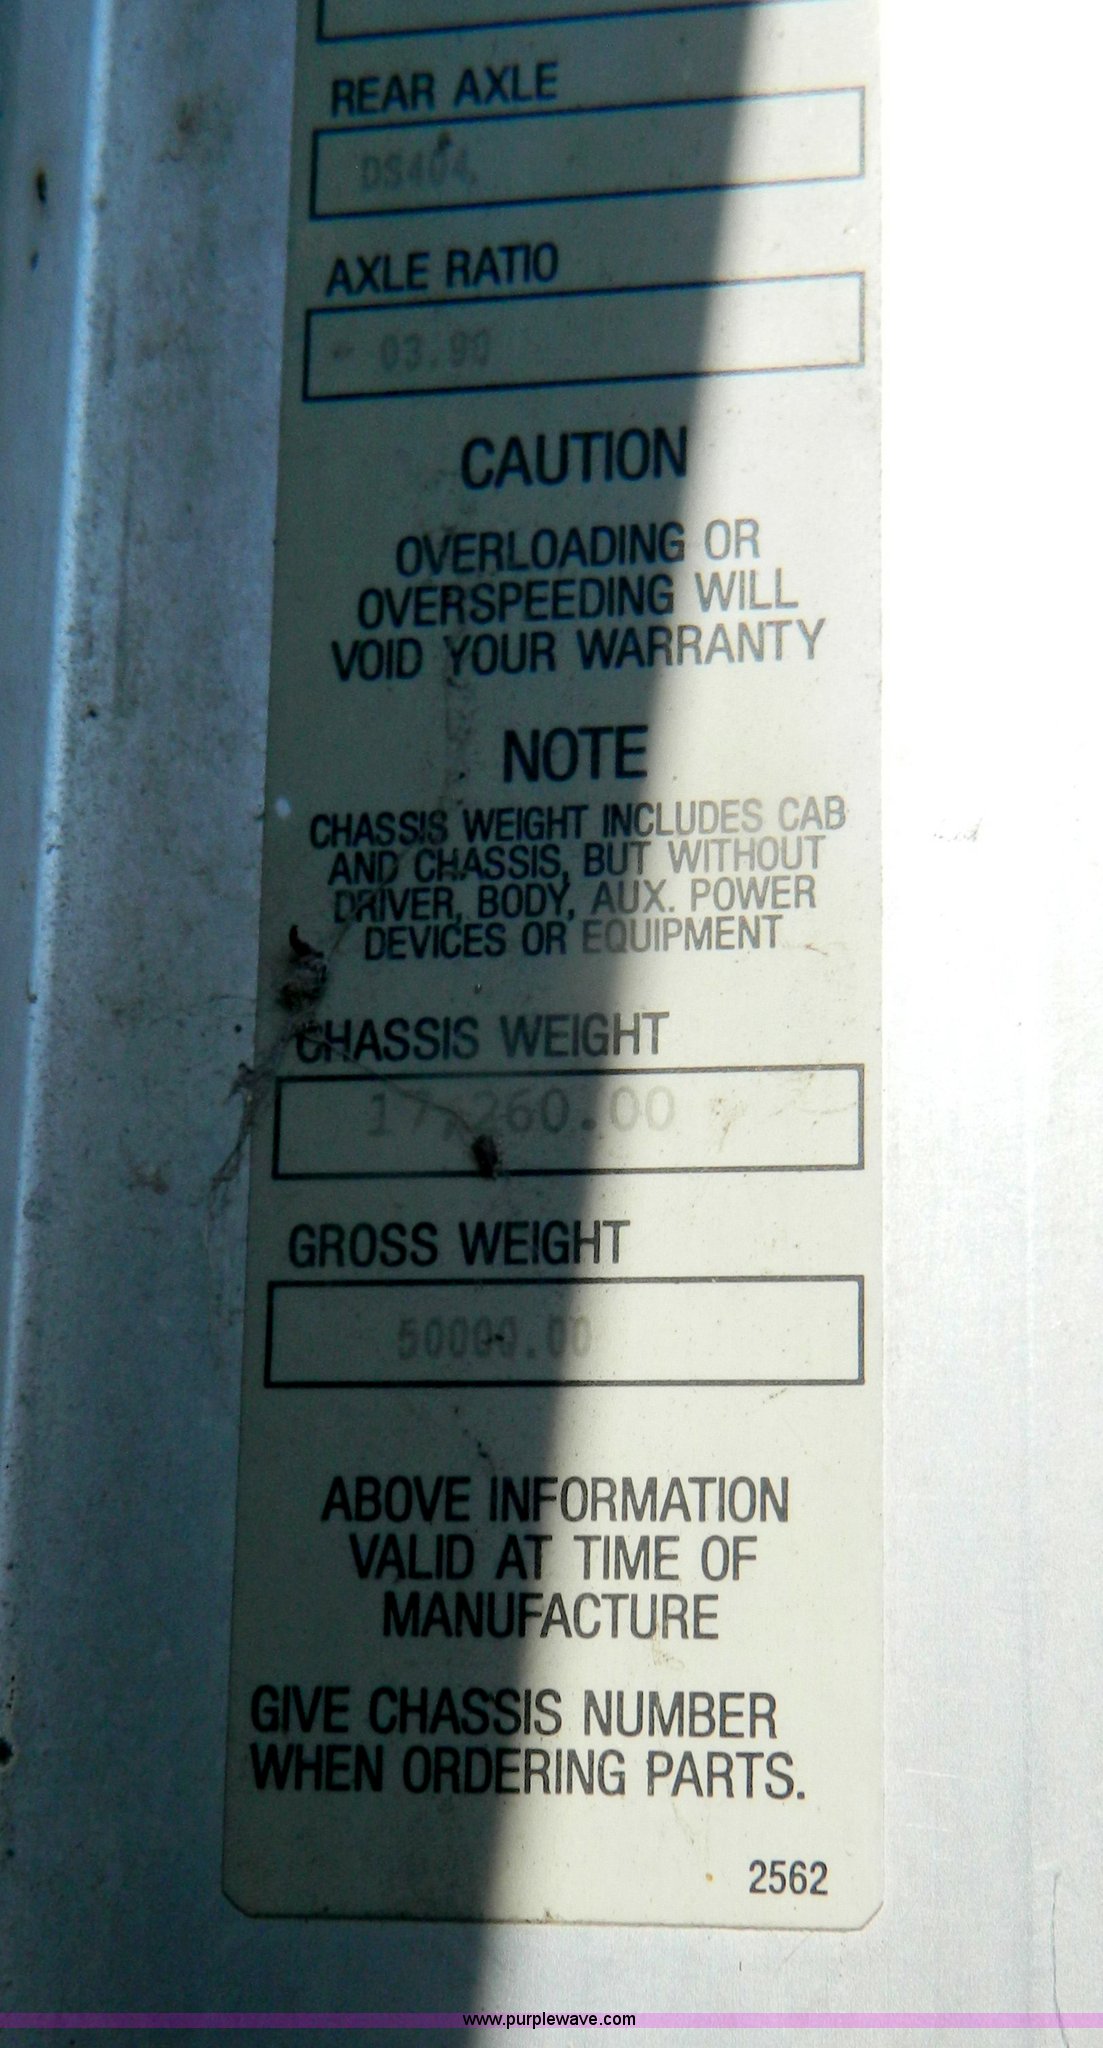 REAR AXLE
DS404
AXLE RATIO
- 03.90
CAUTION
OVERLOADING OR
OVERSPEEDING WILL
VOID YOUR WARRANTY
NOTE
CHASSIS WEIGHT INCLUDES CAB
AND CHASSIS, BUT WITHOUT
DRIVER, BODY, AUX. POWER
DEVICES OR EQUIPMENT
CHASSIS WEIGHT
17,260.00
GROSS WEIGHT
50000.00
ABOVE INFORMATION
VALID AT TIME OF
MANUFACTURE
GIVE CHASSIS NUMBER
WHEN ORDERING PARTS.
2562
www.purplewave.com